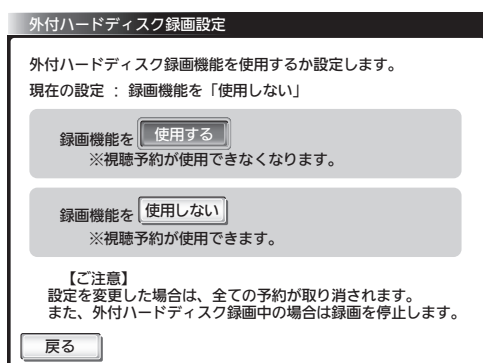 外付ハードディスク録画設定
外付ハードディスク録画機能を使用するか設定します。
現在の設定 : 録画機能を「使用しない」
録画機能を 使用する
※視聴予約が使用できなくなります。
録画機能を 使用しない
※視聴予約が使用できます。
【ご注意】
設定を変更した場合は、全ての予約が取り消されます。
また、外付ハードディスク録画中の場合は録画を停止します。
戻る